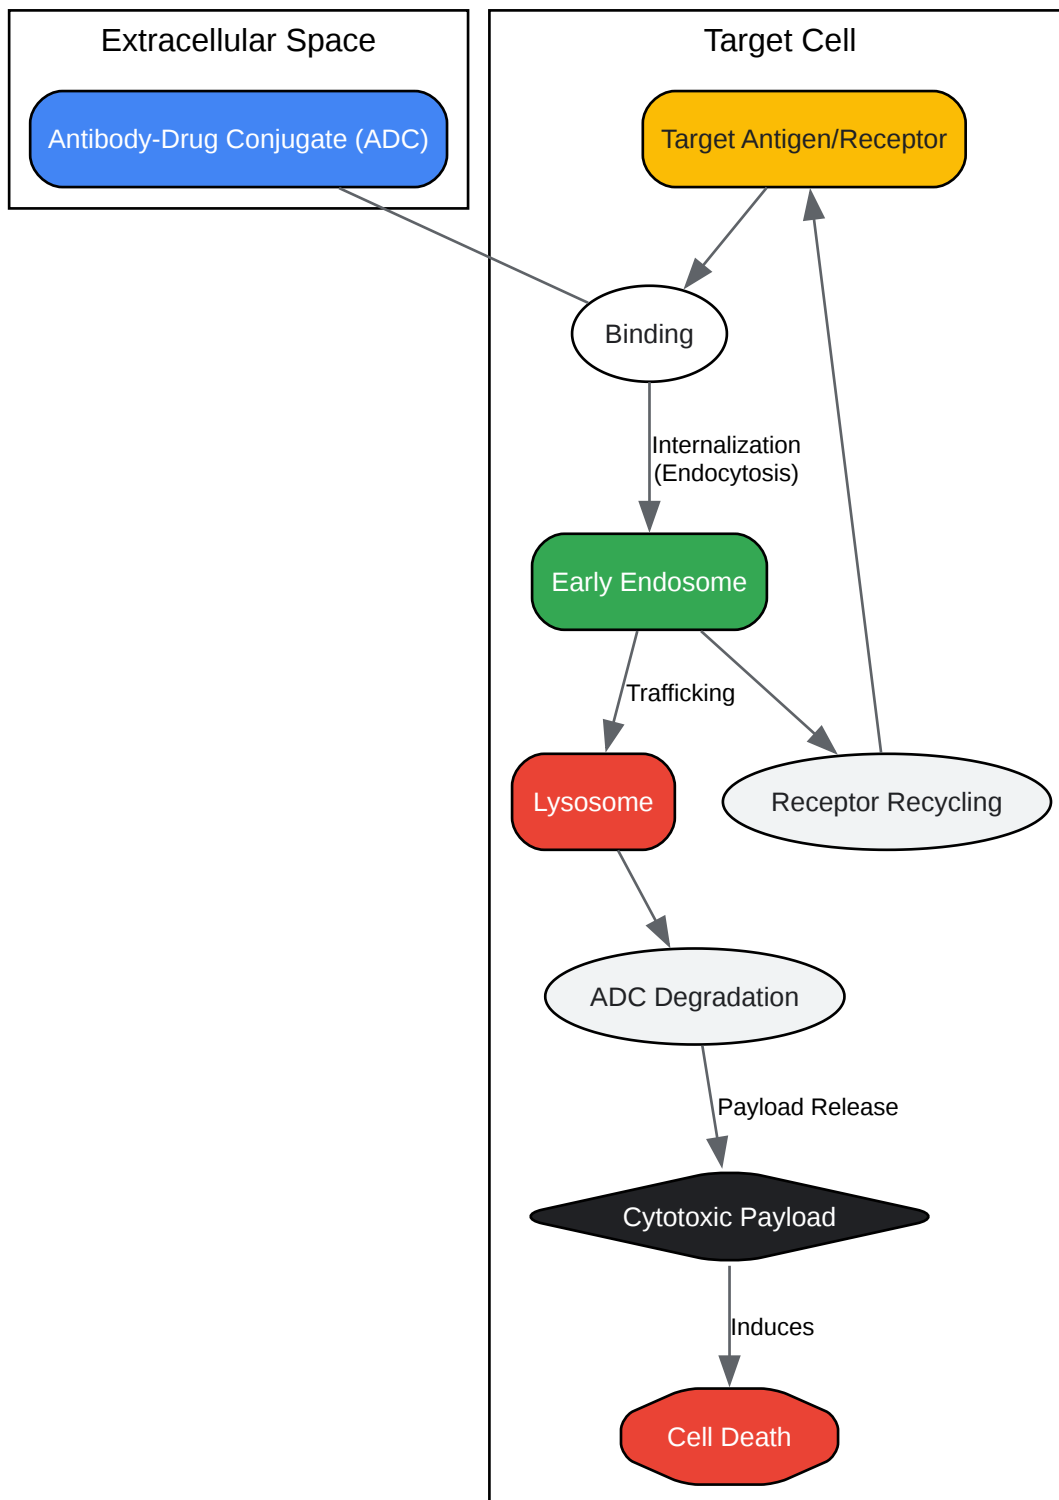 Extracellular Space
Target Cell
Antibody-Drug Conjugate (ADC)
Target Antigen/Receptor
Binding
Internalization
(Endocytosis)
Early Endosome
Trafficking
Lysosome
Receptor Recycling
ADC Degradation
Payload Release
Cytotoxic Payload
Induces
Cell Death